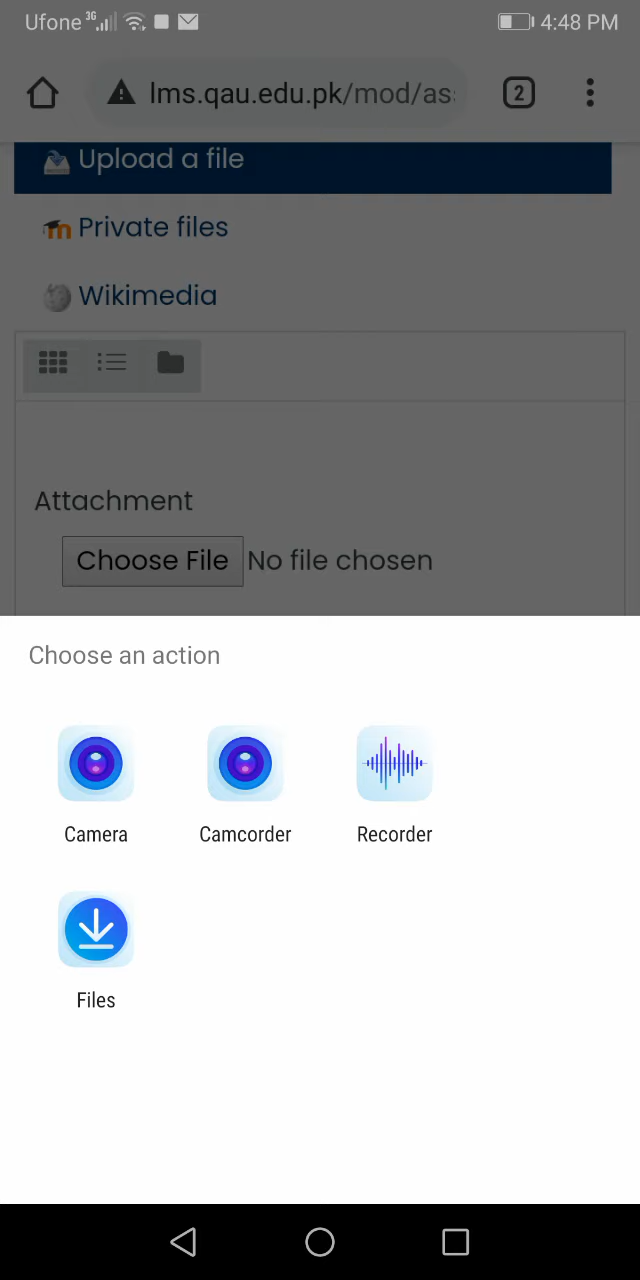 Ufone 3G 4:48 PM
lms.qau.edu.pk/mod/as 2
Upload a file
Private files
Wikimedia
Attachment
Choose File No file chosen
Choose an action
Camera Camcorder Recorder
Files